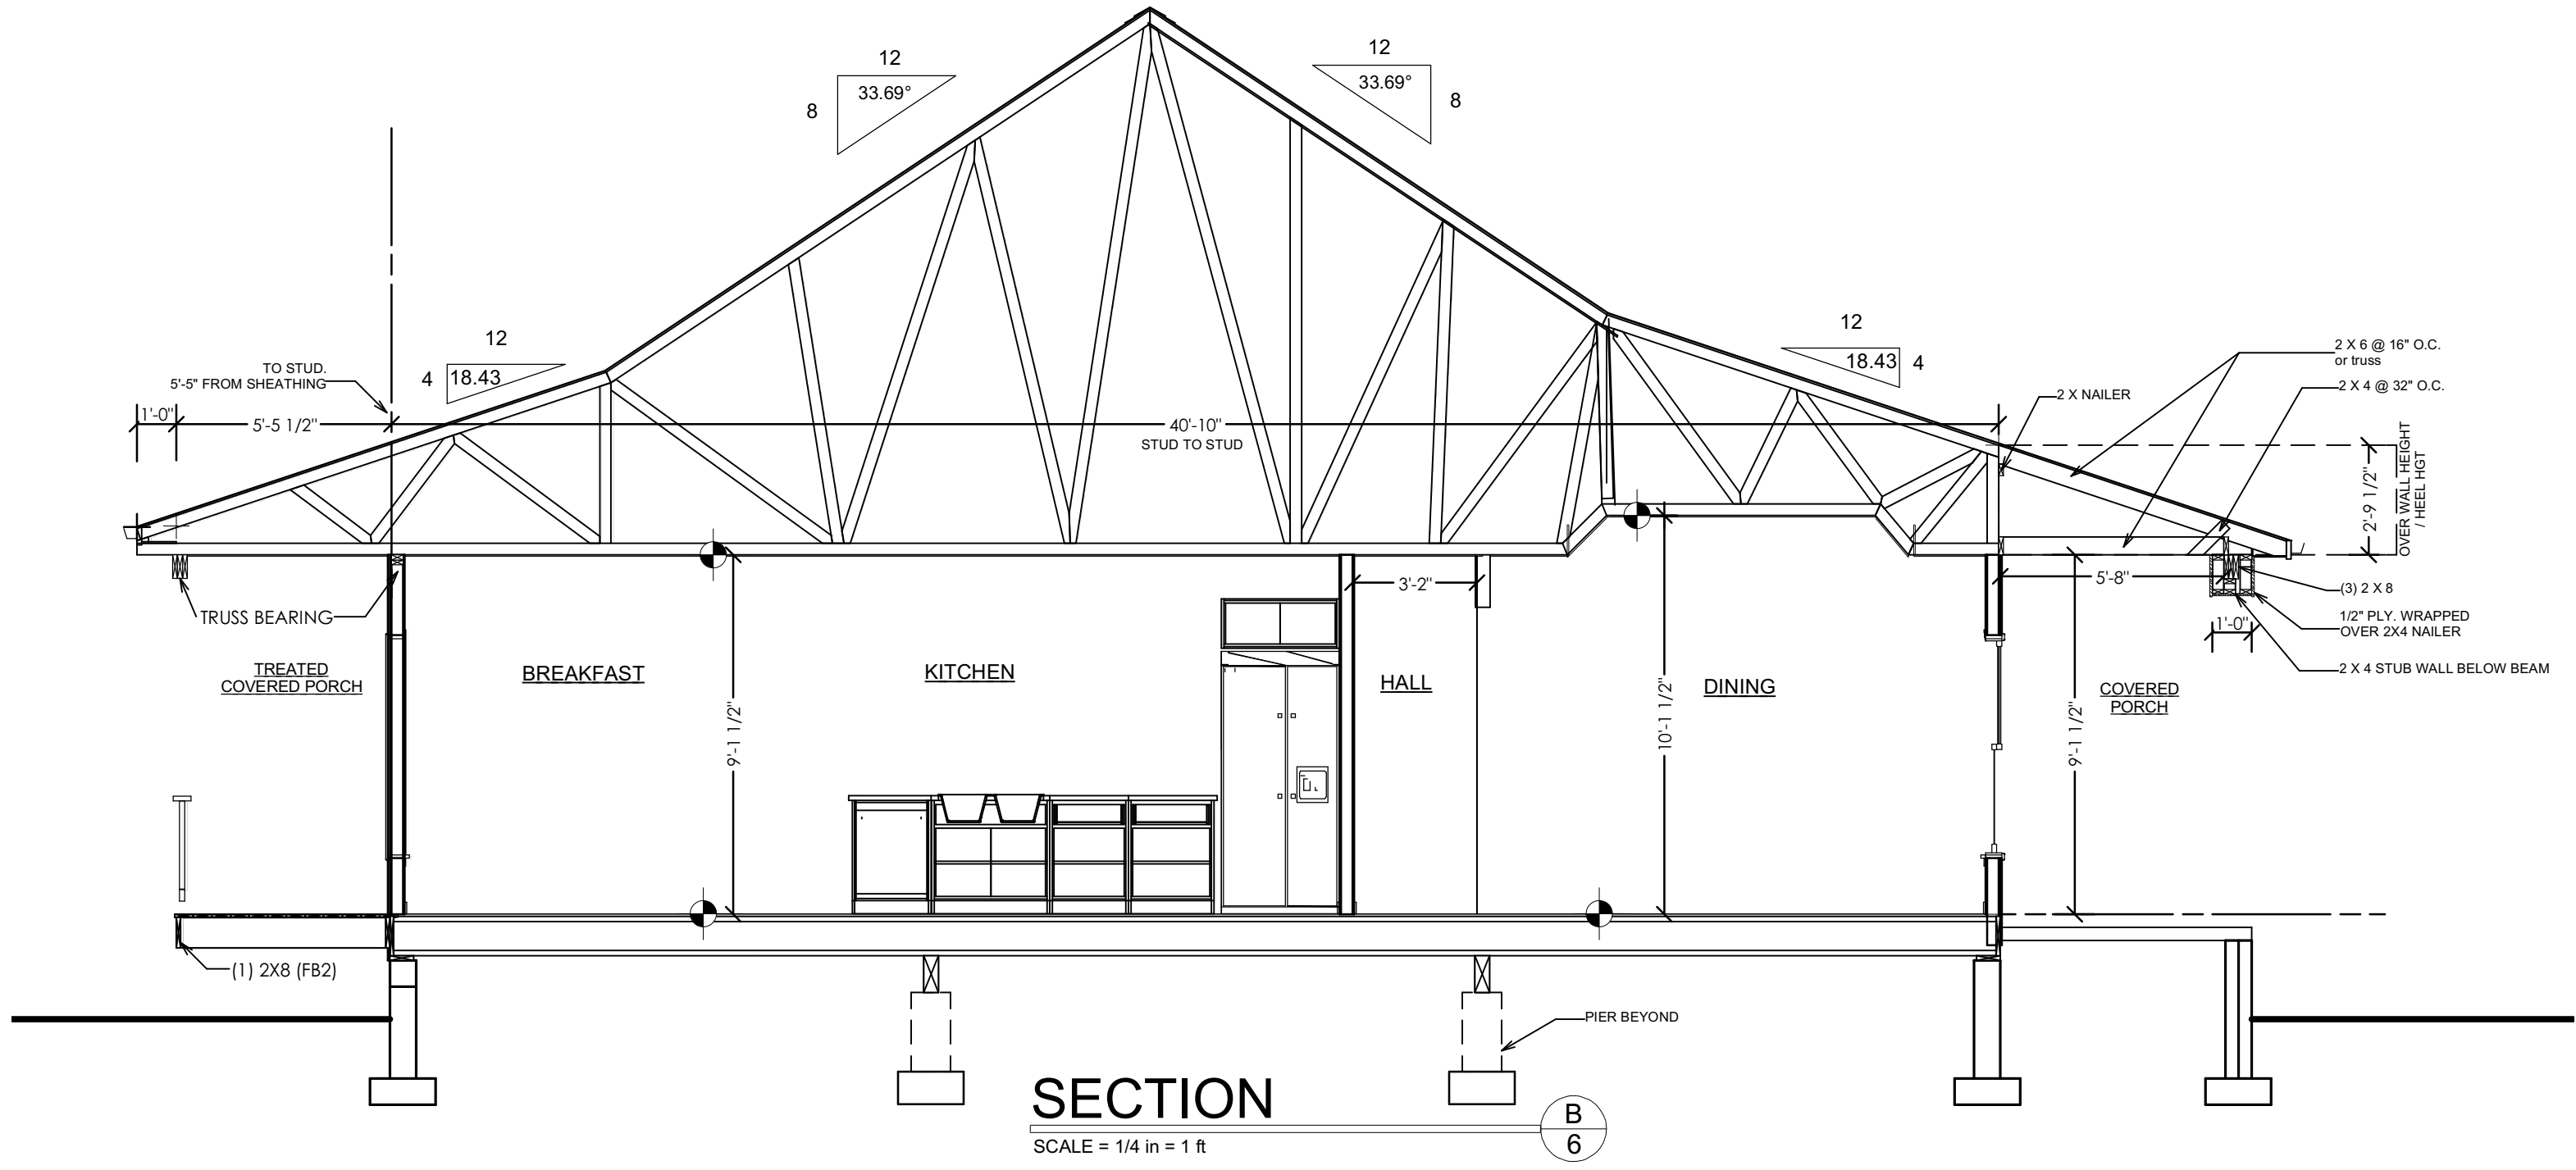 12
33.69°
8
12
33.69°
8
12
4
18.43
12
18.43
4
TO STUD.
5'-5" FROM SHEATHING
1'-0"
5'-5 1/2"
40'-10"
STUD TO STUD
2 X NAILER
2 X 6 @ 16" O.C.
or truss
2 X 4 @ 32" O.C.
2'-9 1/2"
OVER WALL HEIGHT
/ HEEL HGT
TRUSS BEARING
3'-2"
5'-8"
(3) 2 X 8
1/2" PLY. WRAPPED
OVER 2X4 NAILER
1'-0"
2 X 4 STUB WALL BELOW BEAM
TREATED
COVERED PORCH
BREAKFAST
KITCHEN
HALL
DINING
COVERED
PORCH
9'-1 1/2"
10'-1 1/2"
9'-1 1/2"
(1) 2X8 (FB2)
PIER BEYOND
SECTION
SCALE = 1/4 in = 1 ft
B
6